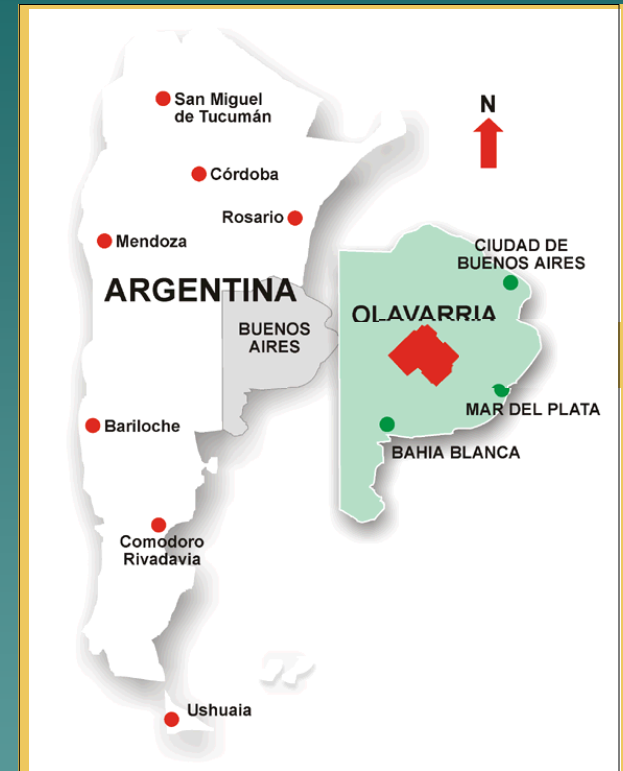 San Miguel
de Tucumán
N
Córdoba
Rosario
Mendoza
CIUDAD DE
BUENOS AIRES
ARGENTINA
OLAVARRIA
BUENOS
AIRES
MAR DEL PLATA
Bariloche
BAHIA BLANCA
Comodoro
Rivadavia
Ushuaia